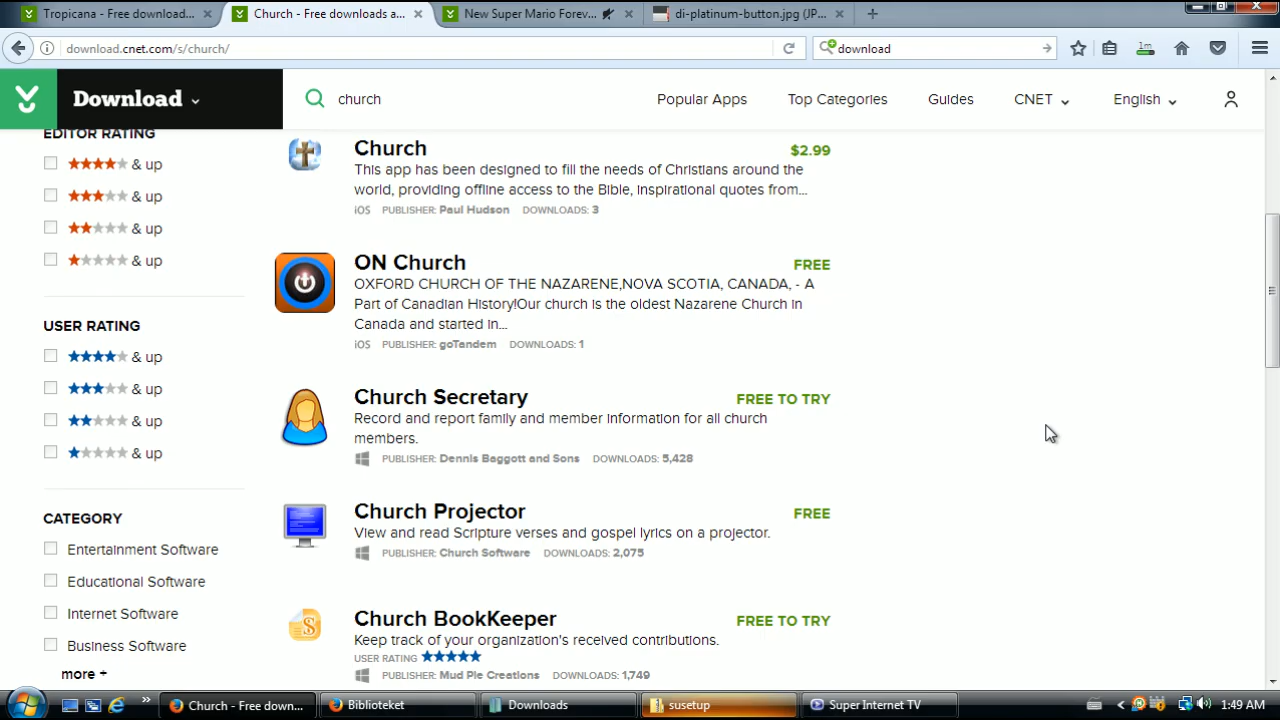 Tropicana - Free download...
Church - Free downloads a...
New Super Mario Forev...
di-platinum-button.jpg (JP...
download.cnet.com/s/church/
download
1m
Download
church
Popular Apps
Top Categories
Guides
CNET
English
EDITOR RATING
& up
& up
& up
& up
USER RATING
& up
& up
& up
& up
CATEGORY
Entertainment Software
Educational Software
Internet Software
Business Software
more +
Church
$2.99
This app has been designed to fill the needs of Christians around the
world, providing offline access to the Bible, inspirational quotes from...
iOS PUBLISHER: Paul Hudson DOWNLOADS: 3
ON Church
FREE
OXFORD CHURCH OF THE NAZARENE,NOVA SCOTIA, CANADA, - A
Part of Canadian History!Our church is the oldest Nazarene Church in
Canada and started in...
iOS PUBLISHER: goTandem DOWNLOADS: 1
Church Secretary
FREE TO TRY
Record and report family and member information for all church
members.
PUBLISHER: Dennis Baggott and Sons DOWNLOADS: 5,428
Church Projector
FREE
View and read Scripture verses and gospel lyrics on a projector.
PUBLISHER: Church Software DOWNLOADS: 2,075
Church BookKeeper
FREE TO TRY
Keep track of your organization's received contributions.
USER RATING
PUBLISHER: Mud Pie Creations DOWNLOADS: 1,749
Church - Free down...
Biblioteket
Downloads
susetup
Super Internet TV
1:49 AM